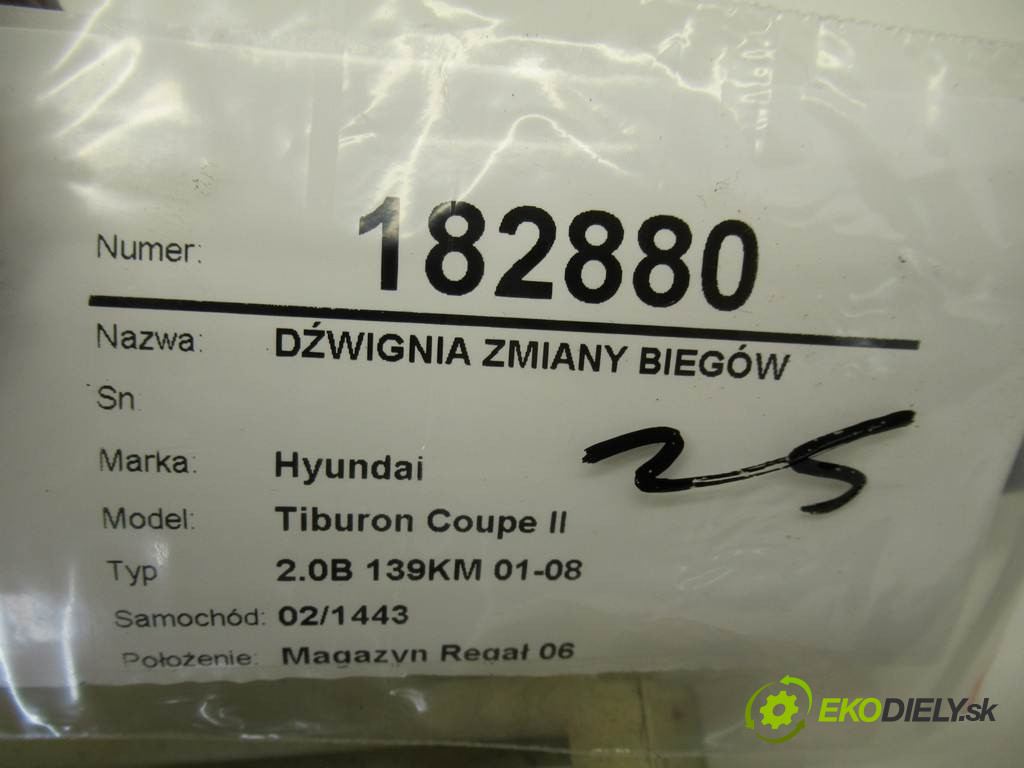 Numer: 182880
Nazwa: DŹWIGNIA ZMIANY BIEGÓW
Sn
25
Marka: Hyundai
Model: Tiburon Coupe II
Typ 2.0B 139KM 01-08
Samochód: 02/1443
Położenie: Magazyn Regał 06
EKODIELY.sk